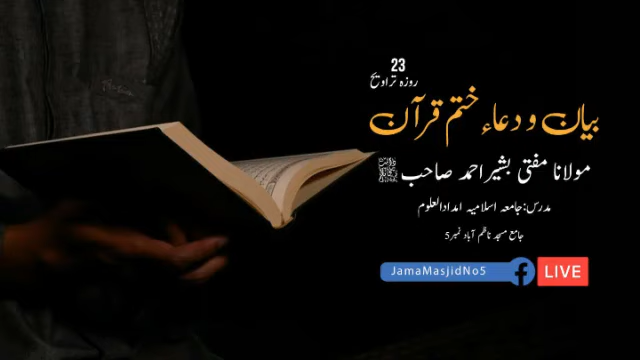 23
روزہ تراویح
بیان و دعاء ختم قرآن
مولانا مفتی بشیر احمد صاحب
مدرس: جامعہ اسلامیہ امدادالعلوم
جامع مسجد ناظم آباد نمبر 5
JamaMasjidNo5
LIVE